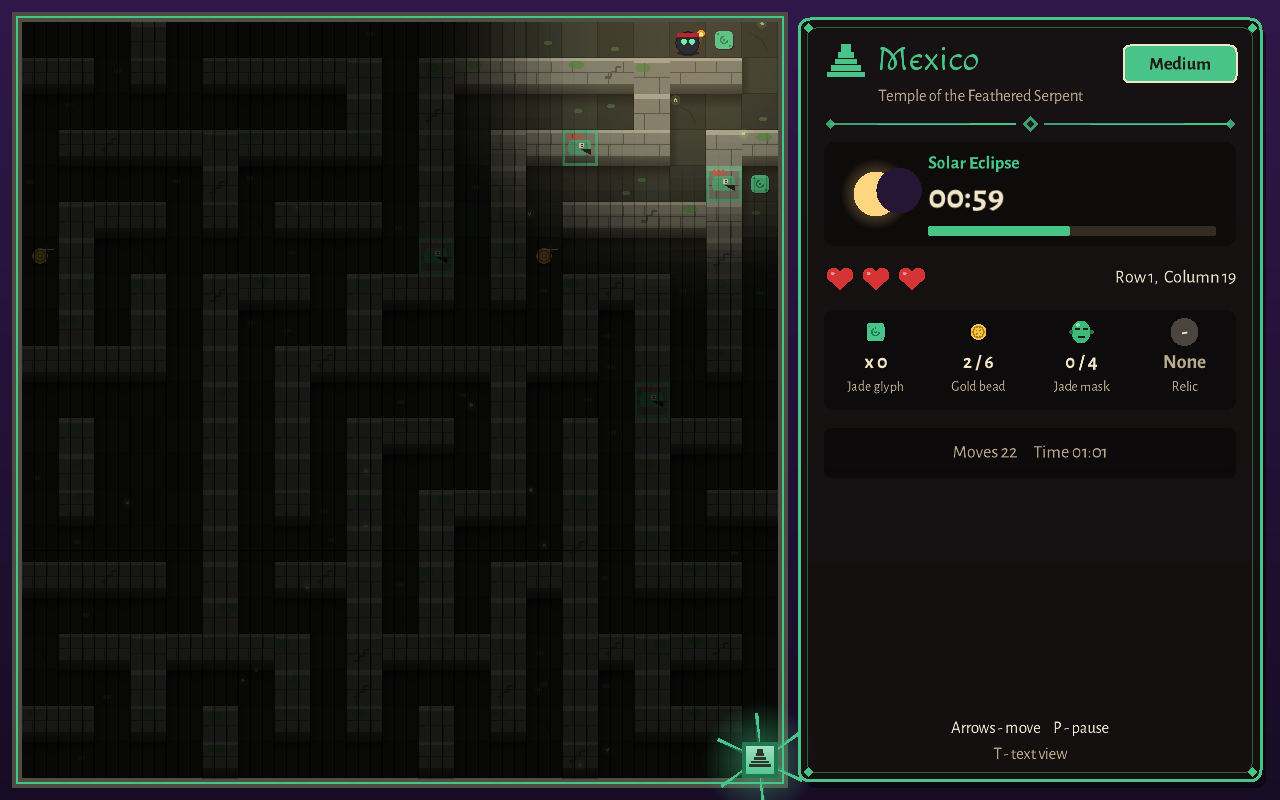 Mexico
Medium
Temple of the Feathered Serpent
Solar Eclipse
00:59
Row 1, Column 19
x 0
2 / 6
0 / 4
-
None
Jade glyph
Gold bead
Jade mask
Relic
Moves 22 Time 01:01
Arrows - move P - pause
T - text view